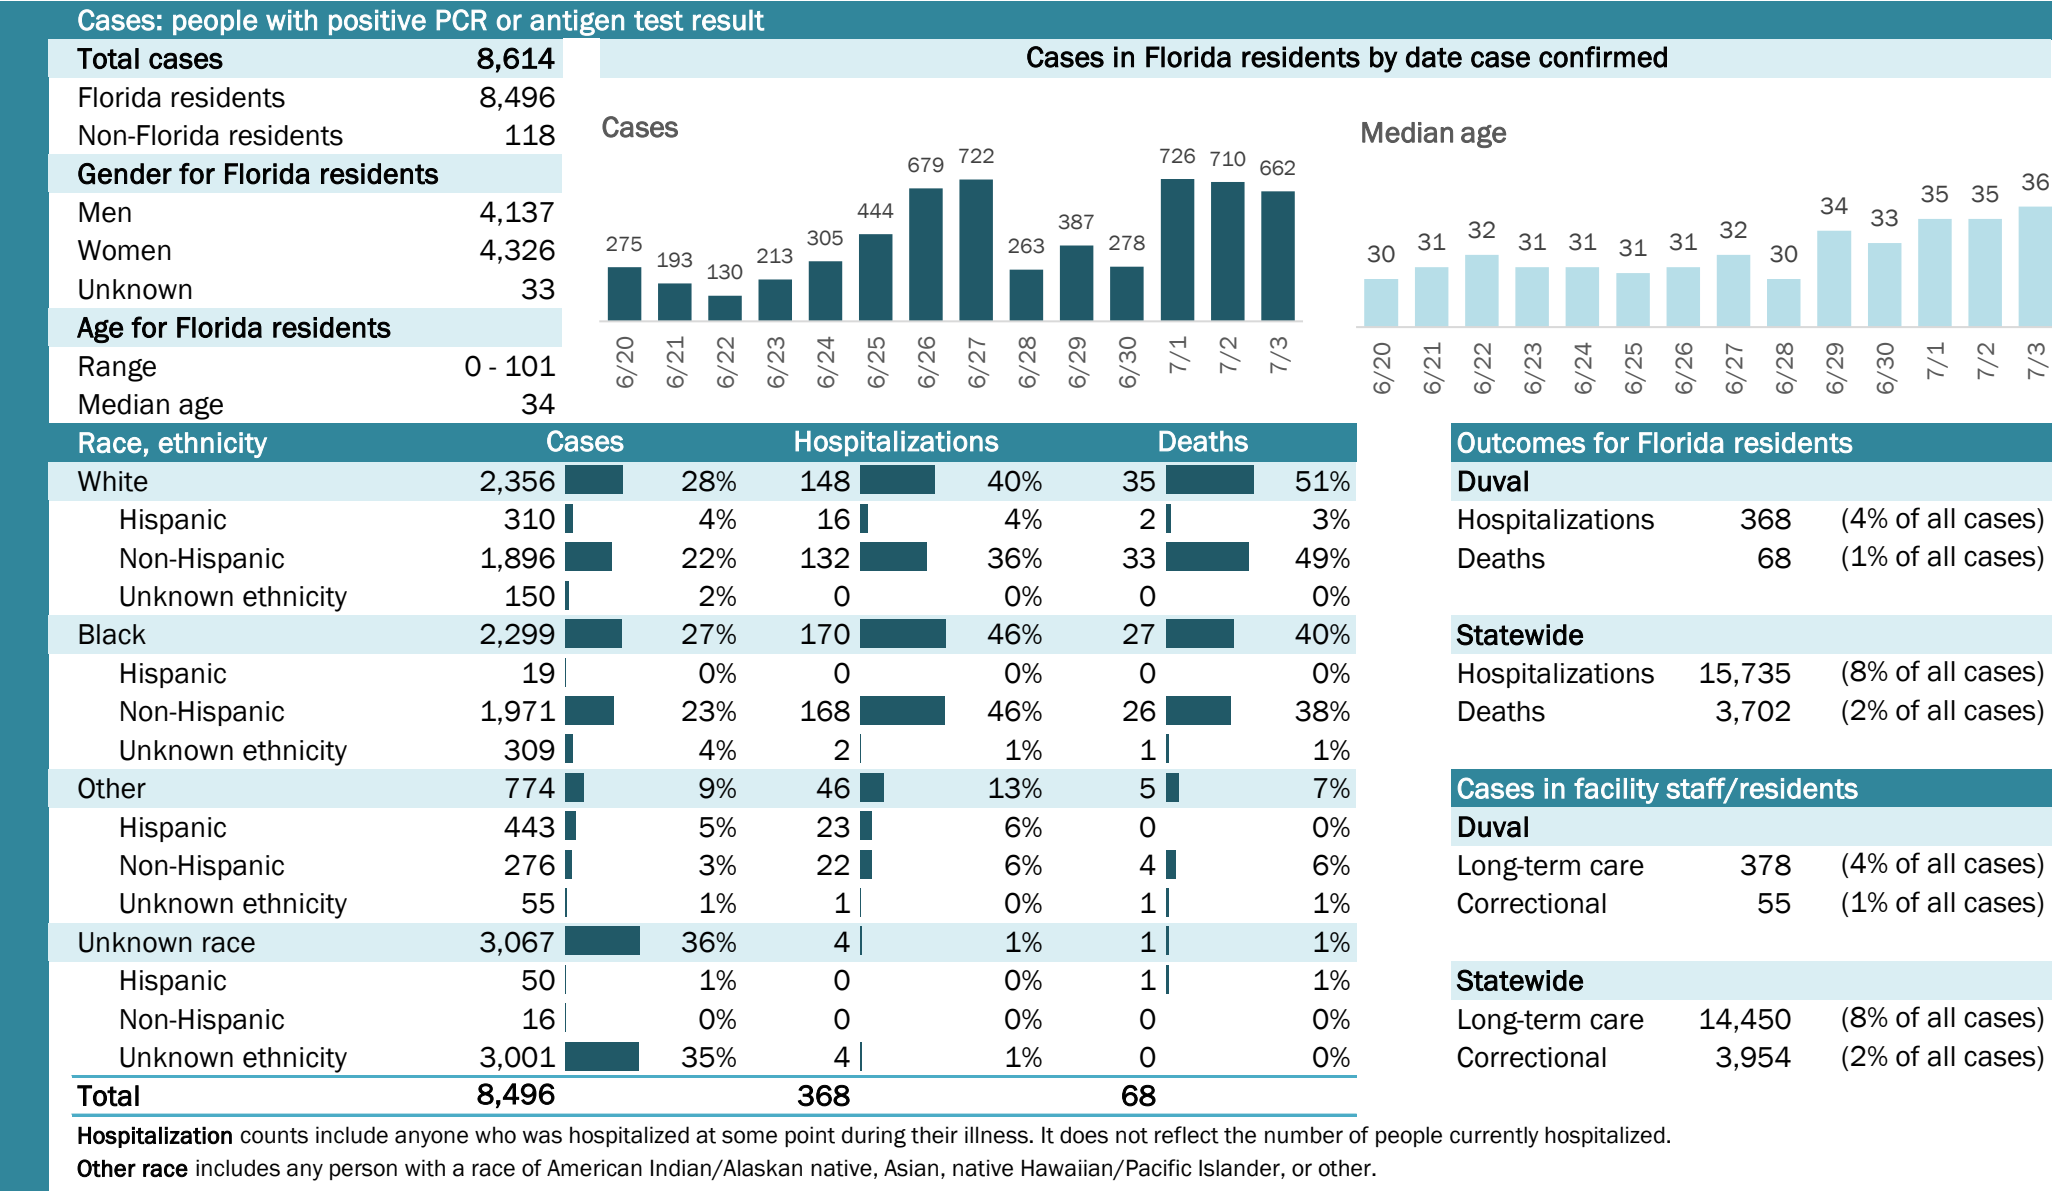 Cases: people with positive PCR or antigen test result
Total cases 8,614
Florida residents 8,496
Non-Florida residents 118
Gender for Florida residents
Men 4,137
Women 4,326
Unknown 33
Age for Florida residents
Range 0 - 101
Median age 34
Cases in Florida residents by date case confirmed
Cases
275 193 130 213 305 444 679 722 263 387 278 726 710 662
6/20 6/21 6/22 6/23 6/24 6/25 6/26 6/27 6/28 6/29 6/30 7/1 7/2 7/3
Median age
30 31 32 31 31 31 31 32 30 34 33 35 35 36
6/20 6/21 6/22 6/23 6/24 6/25 6/26 6/27 6/28 6/29 6/30 7/1 7/2 7/3
Race, ethnicity Cases Hospitalizations Deaths
White 2,356 28% 148 40% 35 51%
Hispanic 310 4% 16 4% 2 3%
Non-Hispanic 1,896 22% 132 36% 33 49%
Unknown ethnicity 150 2% 0 0% 0 0%
Black 2,299 27% 170 46% 27 40%
Hispanic 19 0% 0 0% 0 0%
Non-Hispanic 1,971 23% 168 46% 26 38%
Unknown ethnicity 309 4% 2 1% 1 1%
Other 774 9% 46 13% 5 7%
Hispanic 443 5% 23 6% 0 0%
Non-Hispanic 276 3% 22 6% 4 6%
Unknown ethnicity 55 1% 1 0% 1 1%
Unknown race 3,067 36% 4 1% 1 1%
Hispanic 50 1% 0 0% 1 1%
Non-Hispanic 16 0% 0 0% 0 0%
Unknown ethnicity 3,001 35% 4 1% 0 0%
Total 8,496 368 68
Outcomes for Florida residents
Duval
Hospitalizations 368 (4% of all cases)
Deaths 68 (1% of all cases)
Statewide
Hospitalizations 15,735 (8% of all cases)
Deaths 3,702 (2% of all cases)
Cases in facility staff/residents
Duval
Long-term care 378 (4% of all cases)
Correctional 55 (1% of all cases)
Statewide
Long-term care 14,450 (8% of all cases)
Correctional 3,954 (2% of all cases)
Hospitalization counts include anyone who was hospitalized at some point during their illness. It does not reflect the number of people currently hospitalized.
Other race includes any person with a race of American Indian/Alaskan native, Asian, native Hawaiian/Pacific Islander, or other.